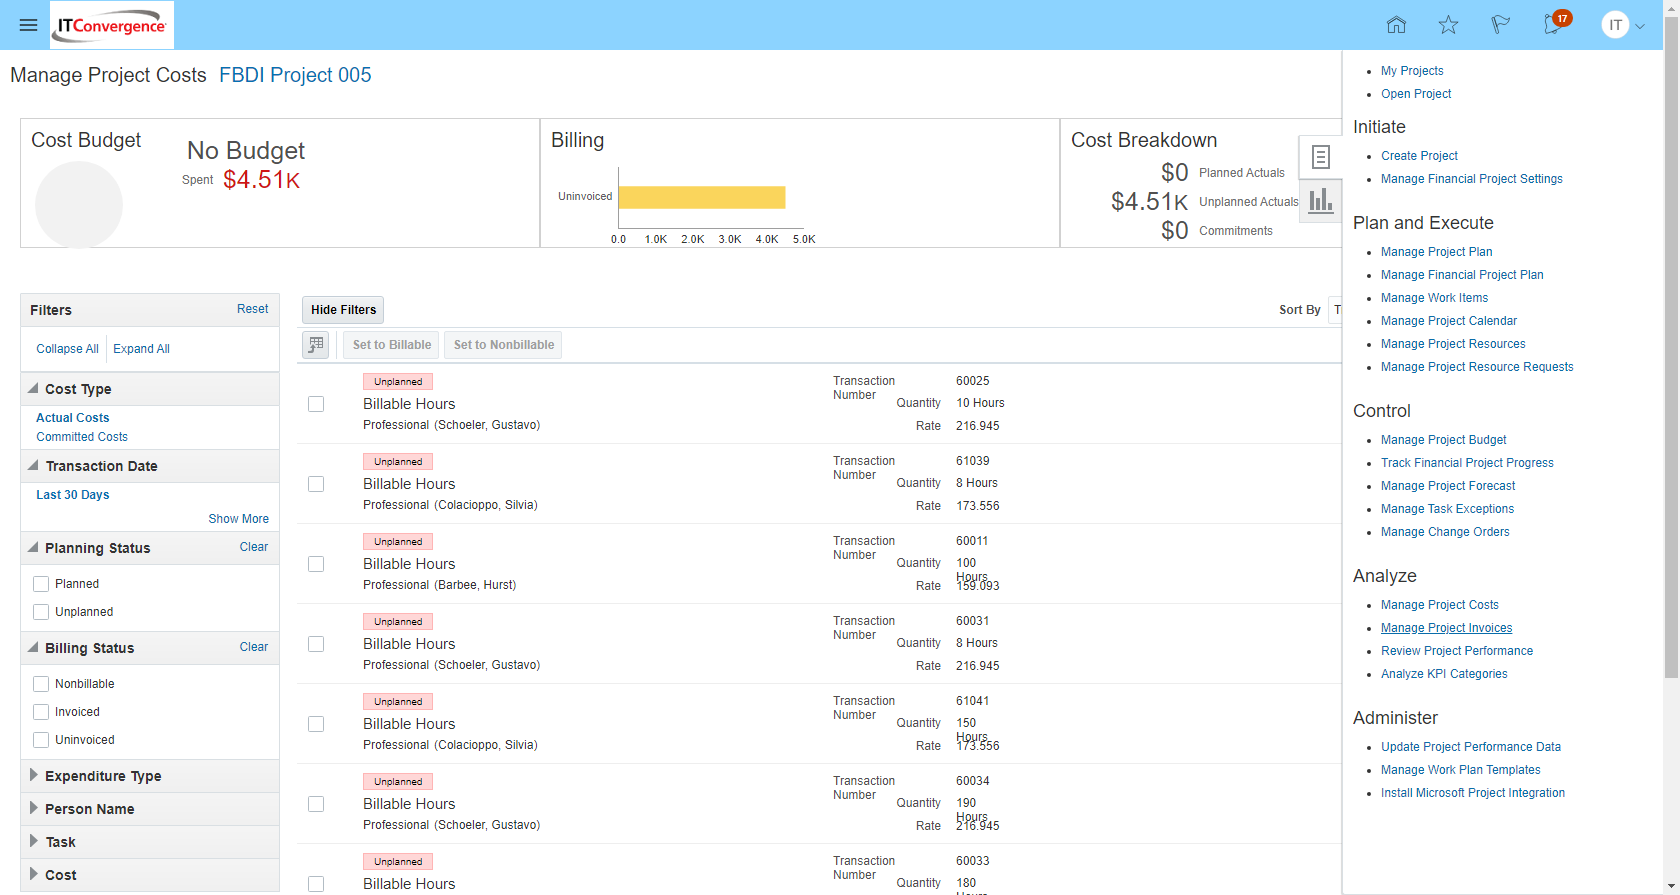 ITConvergence
17
IT
Manage Project Costs FBDI Project 005
Cost Budget
No Budget
Spent $4.51K
Billing
Uninvoiced
0.0 1.0K 2.0K 3.0K 4.0K 5.0K
Cost Breakdown
$0 Planned Actuals
$4.51K Unplanned Actuals
$0 Commitments
Filters
Reset
Collapse All
Expand All
Cost Type
Actual Costs
Committed Costs
Transaction Date
Last 30 Days
Show More
Planning Status
Clear
Planned
Unplanned
Billing Status
Clear
Nonbillable
Invoiced
Uninvoiced
Expenditure Type
Person Name
Task
Cost
Hide Filters
Sort By T
Set to Billable
Set to Nonbillable
Unplanned
Billable Hours
Professional (Schoeler, Gustavo)
Transaction Number 60025
Quantity 10 Hours
Rate 216.945
Unplanned
Billable Hours
Professional (Colacioppo, Silvia)
Transaction Number 61039
Quantity 8 Hours
Rate 173.556
Unplanned
Billable Hours
Professional (Barbee, Hurst)
Transaction Number 60011
Quantity 100 Hours
Rate 159.093
Unplanned
Billable Hours
Professional (Schoeler, Gustavo)
Transaction Number 60031
Quantity 8 Hours
Rate 216.945
Unplanned
Billable Hours
Professional (Colacioppo, Silvia)
Transaction Number 61041
Quantity 150 Hours
Rate 173.556
Unplanned
Billable Hours
Professional (Schoeler, Gustavo)
Transaction Number 60034
Quantity 190 Hours
Rate 216.945
Unplanned
Billable Hours
Transaction Number 60033
Quantity 180 Hours
My Projects
Open Project
Initiate
Create Project
Manage Financial Project Settings
Plan and Execute
Manage Project Plan
Manage Financial Project Plan
Manage Work Items
Manage Project Calendar
Manage Project Resources
Manage Project Resource Requests
Control
Manage Project Budget
Track Financial Project Progress
Manage Project Forecast
Manage Task Exceptions
Manage Change Orders
Analyze
Manage Project Costs
Manage Project Invoices
Review Project Performance
Analyze KPI Categories
Administer
Update Project Performance Data
Manage Work Plan Templates
Install Microsoft Project Integration